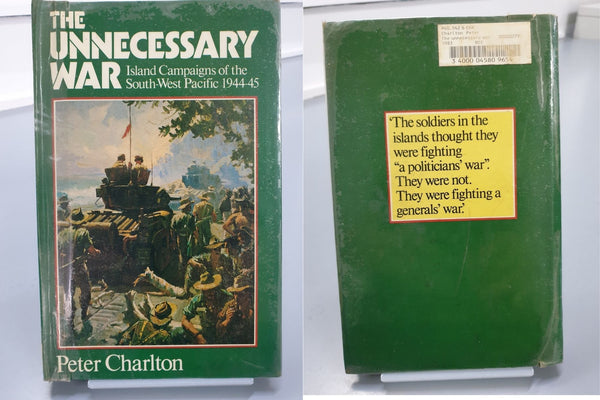 THE
UNNECESSARY
WAR
Island Campaigns of the
South-West Pacific 1944-45
Peter Charlton
Charlton Peter
3 4000 04580 9654
'The soldiers in the
islands thought they
were fighting
"a politicians' war".
They were not.
They were fighting a
generals' war.'